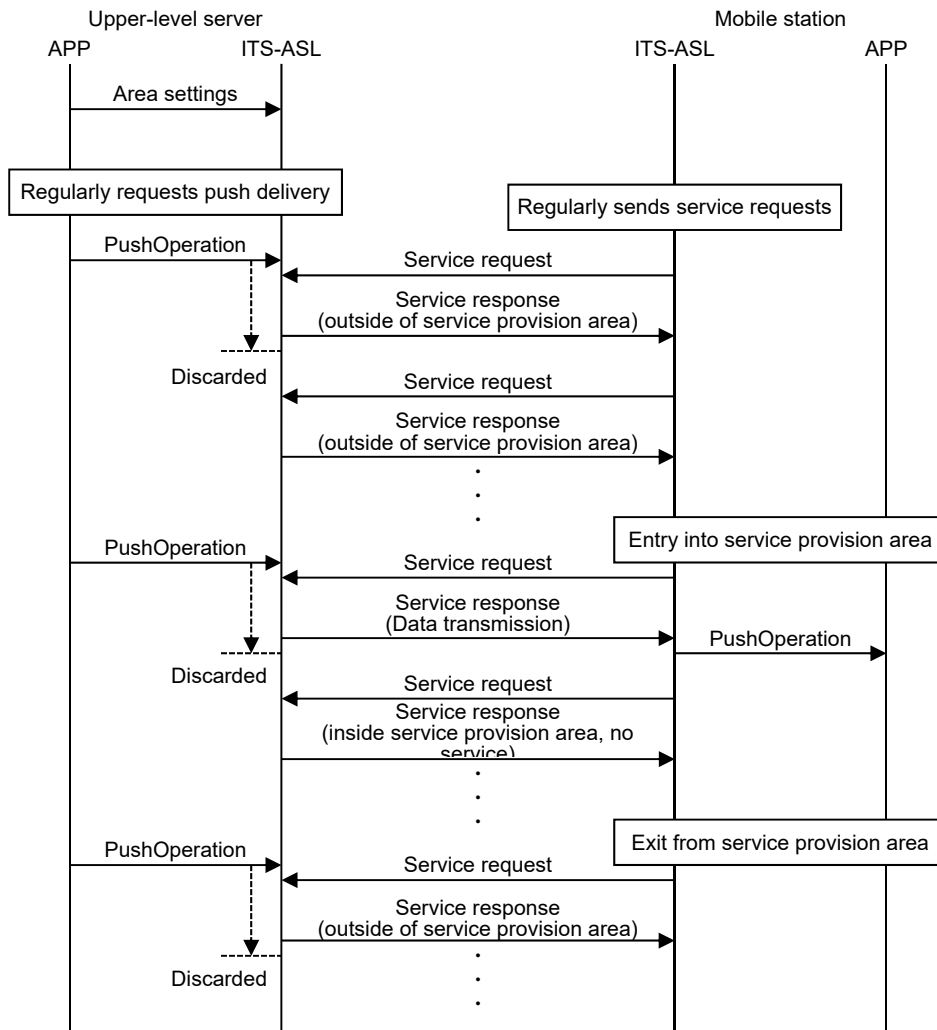 Upper-level server
Mobile station
APP
ITS-ASL
ITS-ASL
APP
Area settings
Regularly requests push delivery
Regularly sends service requests
PushOperation
Service request
Service response
(outside of service provision area)
Discarded
Service request
Service response
(outside of service provision area)
Entry into service provision area
PushOperation
Service request
Service response
(Data transmission)
PushOperation
Discarded
Service request
Service response
(inside service provision area, no
service)
Exit from service provision area
PushOperation
Service request
Service response
(outside of service provision area)
Discarded